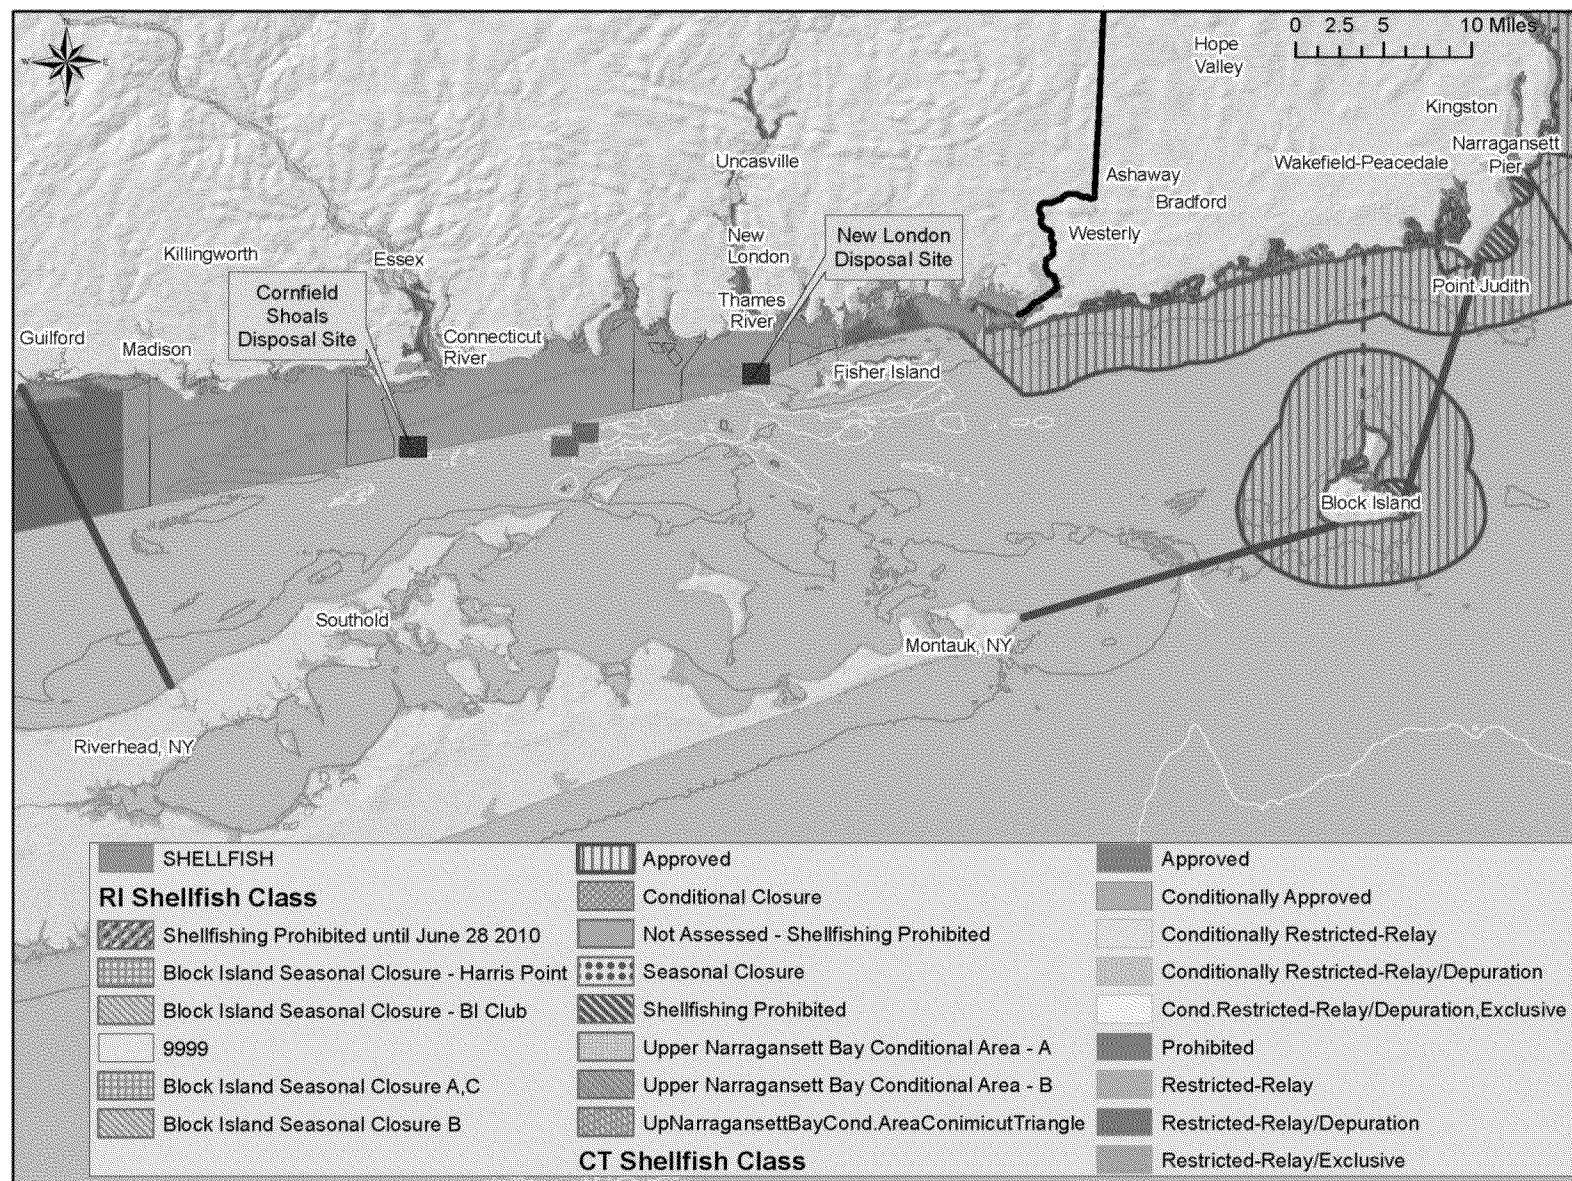 N
W
E
S
0 2.5 5 10 Miles
Hope
Valley
Kingston
Narragansett
Pier
Wakefield-Peacedale
Uncasville
Ashaway
Bradford
Westerly
New London
Disposal Site
New
London
Killingworth
Essex
Cornfield
Shoals
Disposal Site
Thames
River
Point Judith
Guilford
Madison
Connecticut
River
Fisher Island
Block Island
Southold
Montauk, NY
Riverhead, NY
SHELLFISH
RI Shellfish Class
Shellfishing Prohibited until June 28 2010
Block Island Seasonal Closure - Harris Point
Block Island Seasonal Closure - BI Club
9999
Block Island Seasonal Closure A,C
Block Island Seasonal Closure B
Approved
Conditional Closure
Not Assessed - Shellfishing Prohibited
Seasonal Closure
Shellfishing Prohibited
Upper Narragansett Bay Conditional Area - A
Upper Narragansett Bay Conditional Area - B
UpNarragansettBayCond.AreaConimicutTriangle
CT Shellfish Class
Approved
Conditionally Approved
Conditionally Restricted-Relay
Conditionally Restricted-Relay/Depuration
Cond.Restricted-Relay/Depuration,Exclusive
Prohibited
Restricted-Relay
Restricted-Relay/Depuration
Restricted-Relay/Exclusive